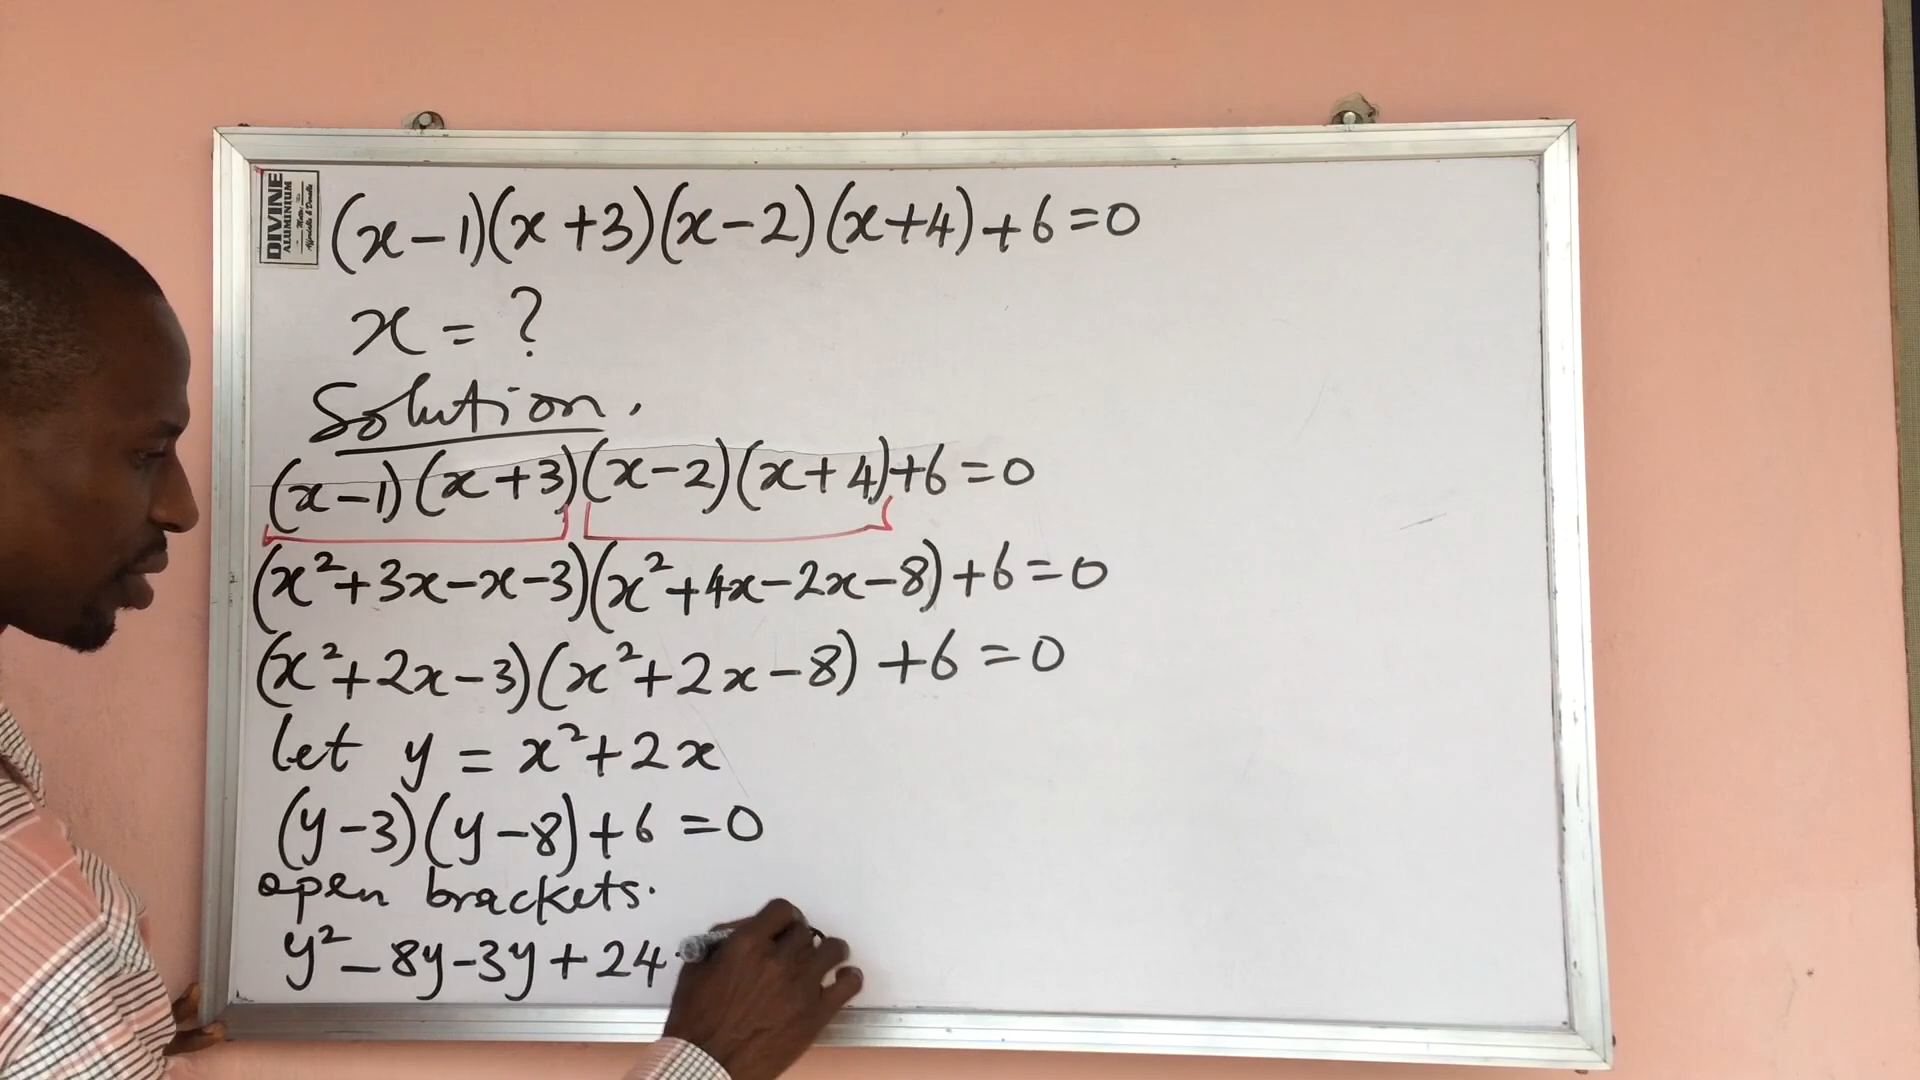 DIVINE
ALUMINIUM
(x-1)(x+3)(x-2)(x+4)+6=0
x = ?
Solution.
(x-1)(x+3)(x-2)(x+4)+6=0
(x²+3x-x-3)(x²+4x-2x-8)+6=0
(x²+2x-3)(x²+2x-8)+6=0
let y = x²+2x
(y-3)(y-8)+6=0
open brackets.
y²-8y-3y+24